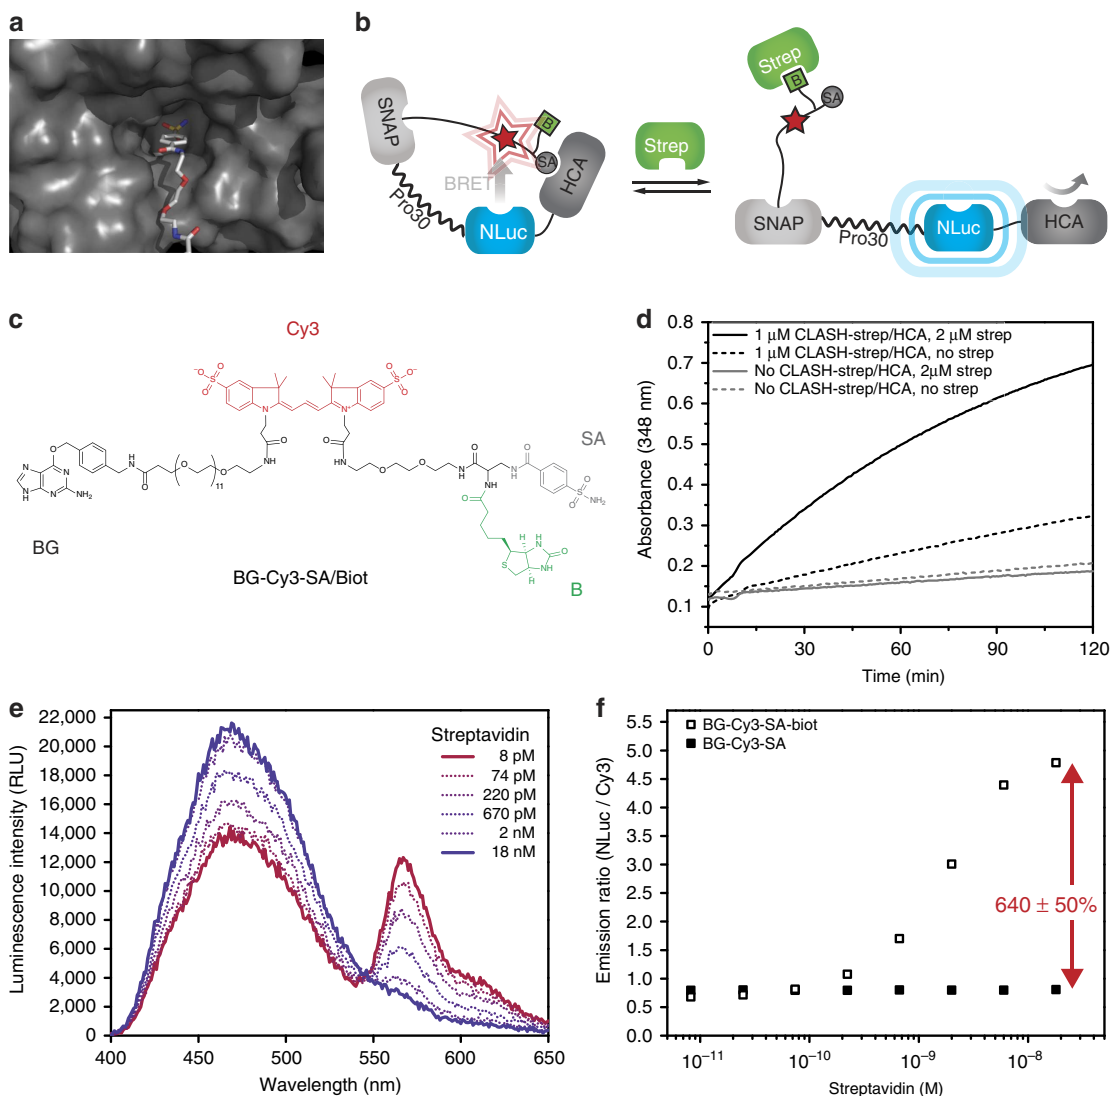 a
b
SNAP
B
SA
HCA
BRET
Pro30
NLuc
Strep
Strep
B
SA
SNAP
Pro30
NLuc
HCA
c
Cy3
−O
S
O
O
O
S
O
O−
N
N+
O
NH
O
NH
O
N
N
N
NH
NH2
H
N
O
O
11
O
O
O
H
N
O
NH
H
N
O
S
O
O
NH2
SA
O
H
HN
O
S
NH
H
BG
BG-Cy3-SA/Biot
B
d
0.8
0.7
0.6
0.5
0.4
0.3
0.2
0.1
Absorbance (348 nm)
1 μM CLASH-strep/HCA, 2 μM strep
1 μM CLASH-strep/HCA, no strep
No CLASH-strep/HCA, 2μM strep
No CLASH-strep/HCA, no strep
0 30 60 90 120
Time (min)
e
22,000
20,000
18,000
16,000
14,000
12,000
10,000
8,000
6,000
4,000
2,000
0
Luminescence intensity (RLU)
Streptavidin
8 pM
74 pM
220 pM
670 pM
2 nM
18 nM
400 450 500 550 600 650
Wavelength (nm)
f
5.5
5.0
4.5
4.0
3.5
3.0
2.5
2.0
1.5
1.0
0.5
0.0
Emission ratio (NLuc / Cy3)
BG-Cy3-SA-biot
BG-Cy3-SA
640 ± 50%
10−11 10−10 10−9 10−8
Streptavidin (M)